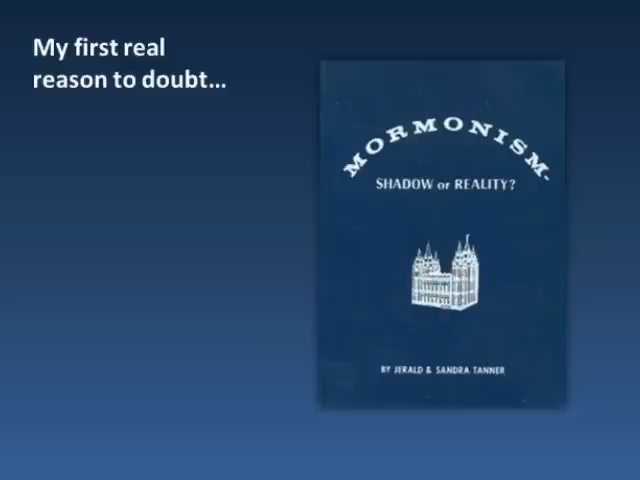 My first real
reason to doubt…
MORMONISM-
SHADOW or REALITY?
BY JERALD & SANDRA TANNER